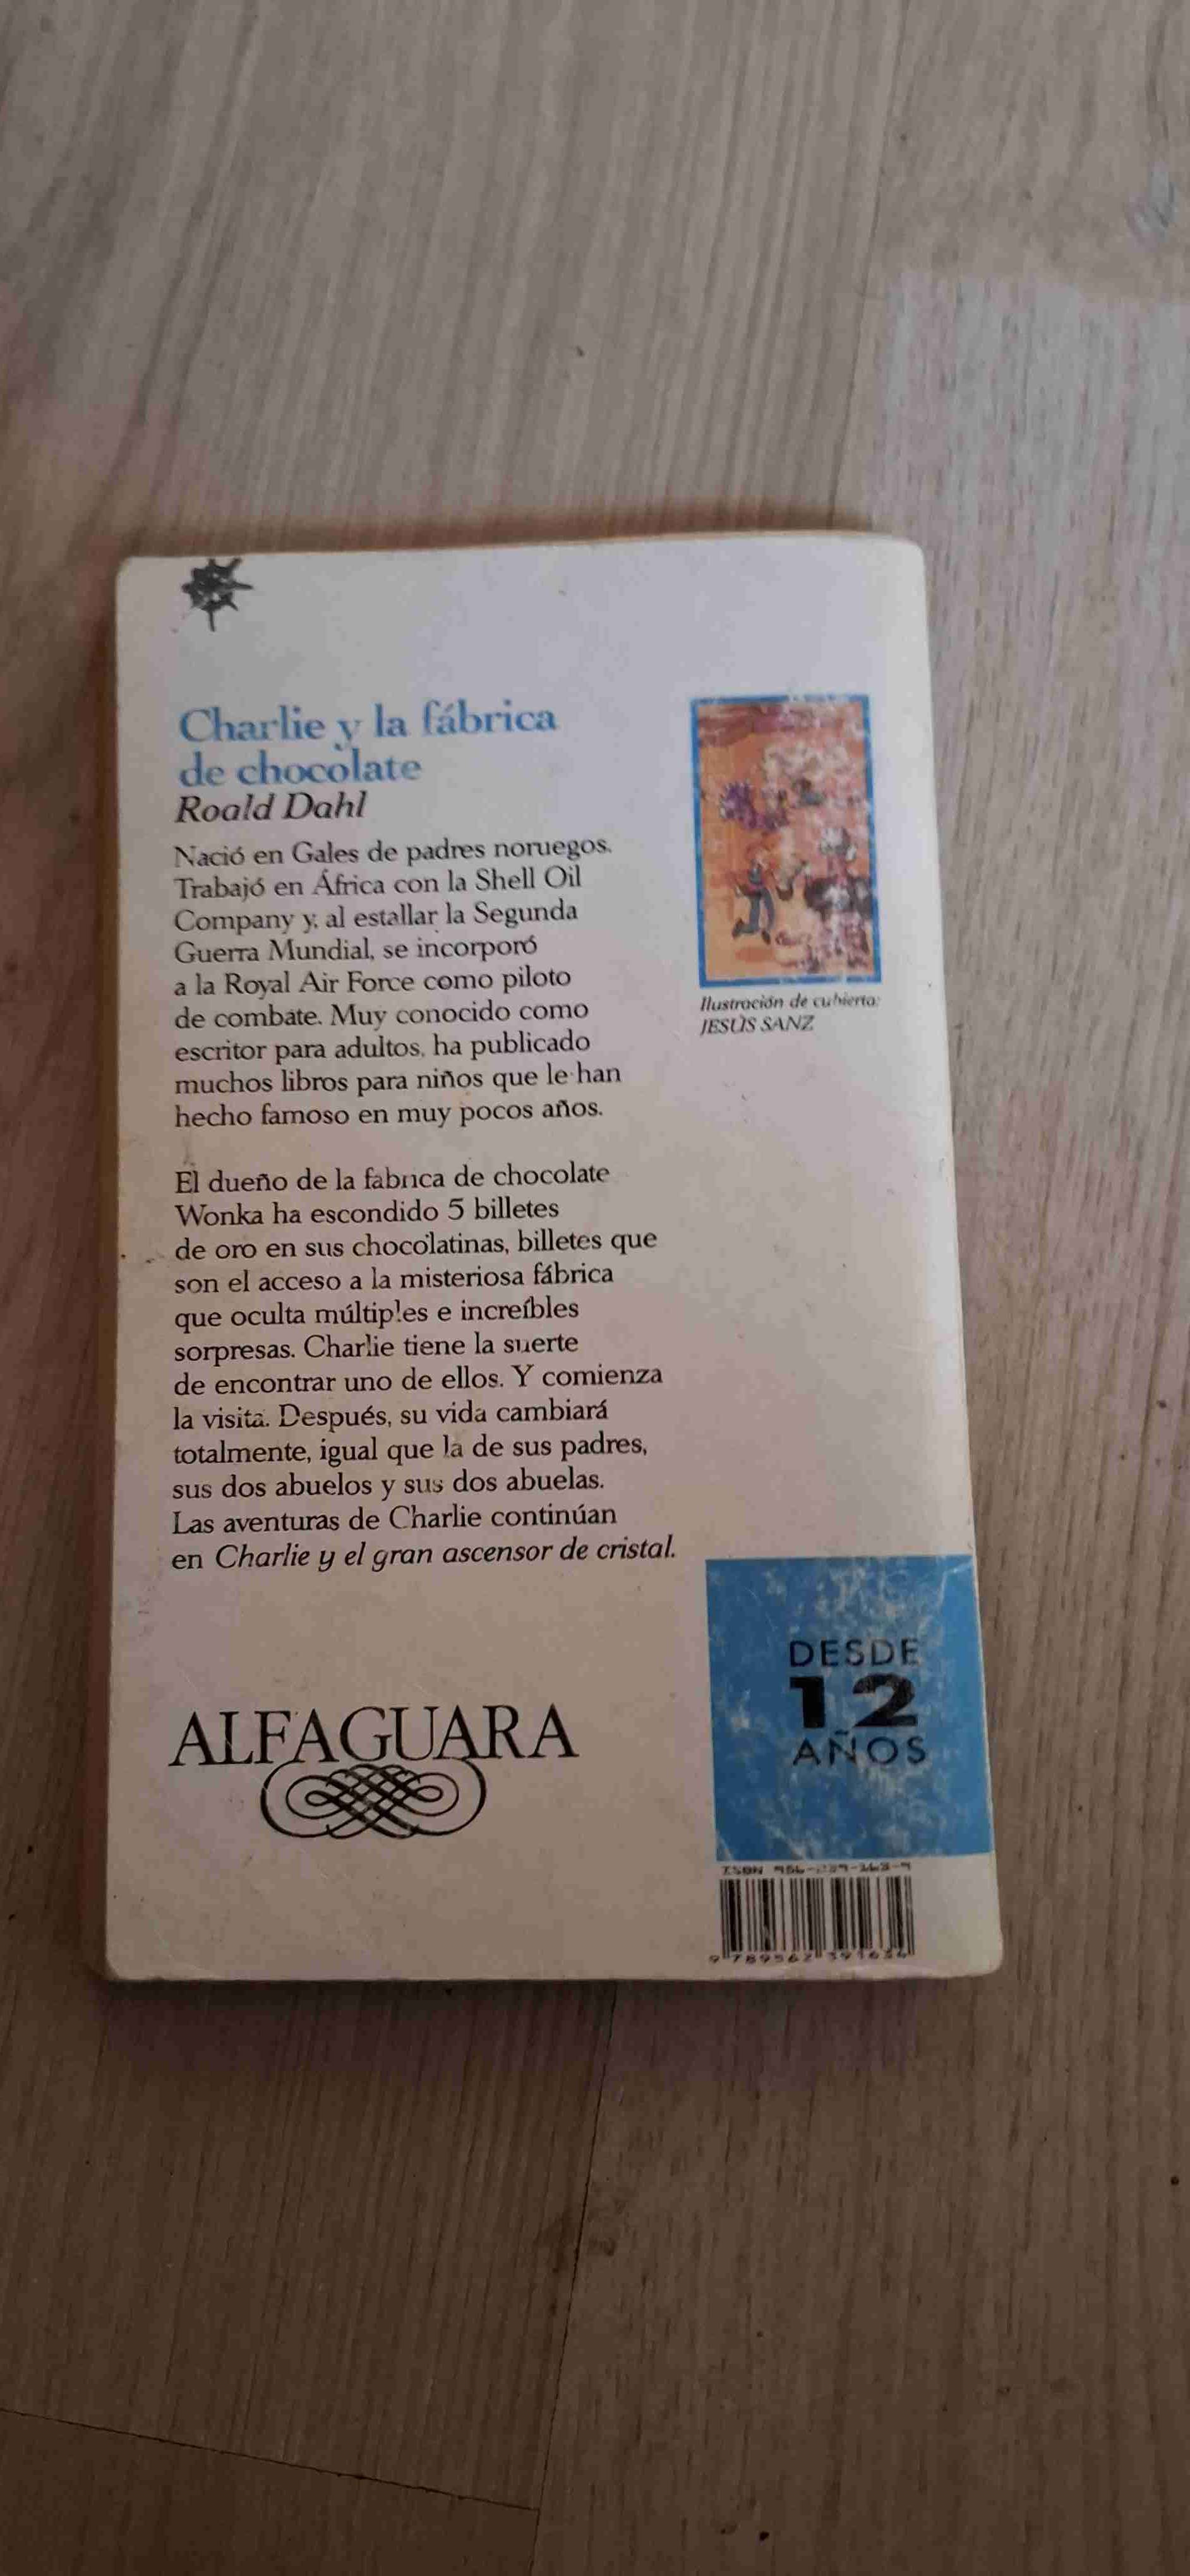 Charlie y la fábrica
de chocolate
Roald Dahl
Nació en Gales de padres noruegos.
Trabajó en África con la Shell Oil
Company y, al estallar la Segunda
Guerra Mundial, se incorporó
a la Royal Air Force como piloto
de combate. Muy conocido como
escritor para adultos, ha publicado
muchos libros para niños que le han
hecho famoso en muy pocos años.
El dueño de la fabrica de chocolate
Wonka ha escondido 5 billetes
de oro en sus chocolatinas, billetes que
son el acceso a la misteriosa fábrica
que oculta múltiples e increíbles
sorpresas. Charlie tiene la suerte
de encontrar uno de ellos. Y comienza
la visita. Después, su vida cambiará
totalmente, igual que la de sus padres,
sus dos abuelos y sus dos abuelas.
Las aventuras de Charlie continúan
en Charlie y el gran ascensor de cristal.
Ilustración de cubierta:
JESÚS SANZ
ALFAGUARA
DESDE
12
AÑOS
ISBN